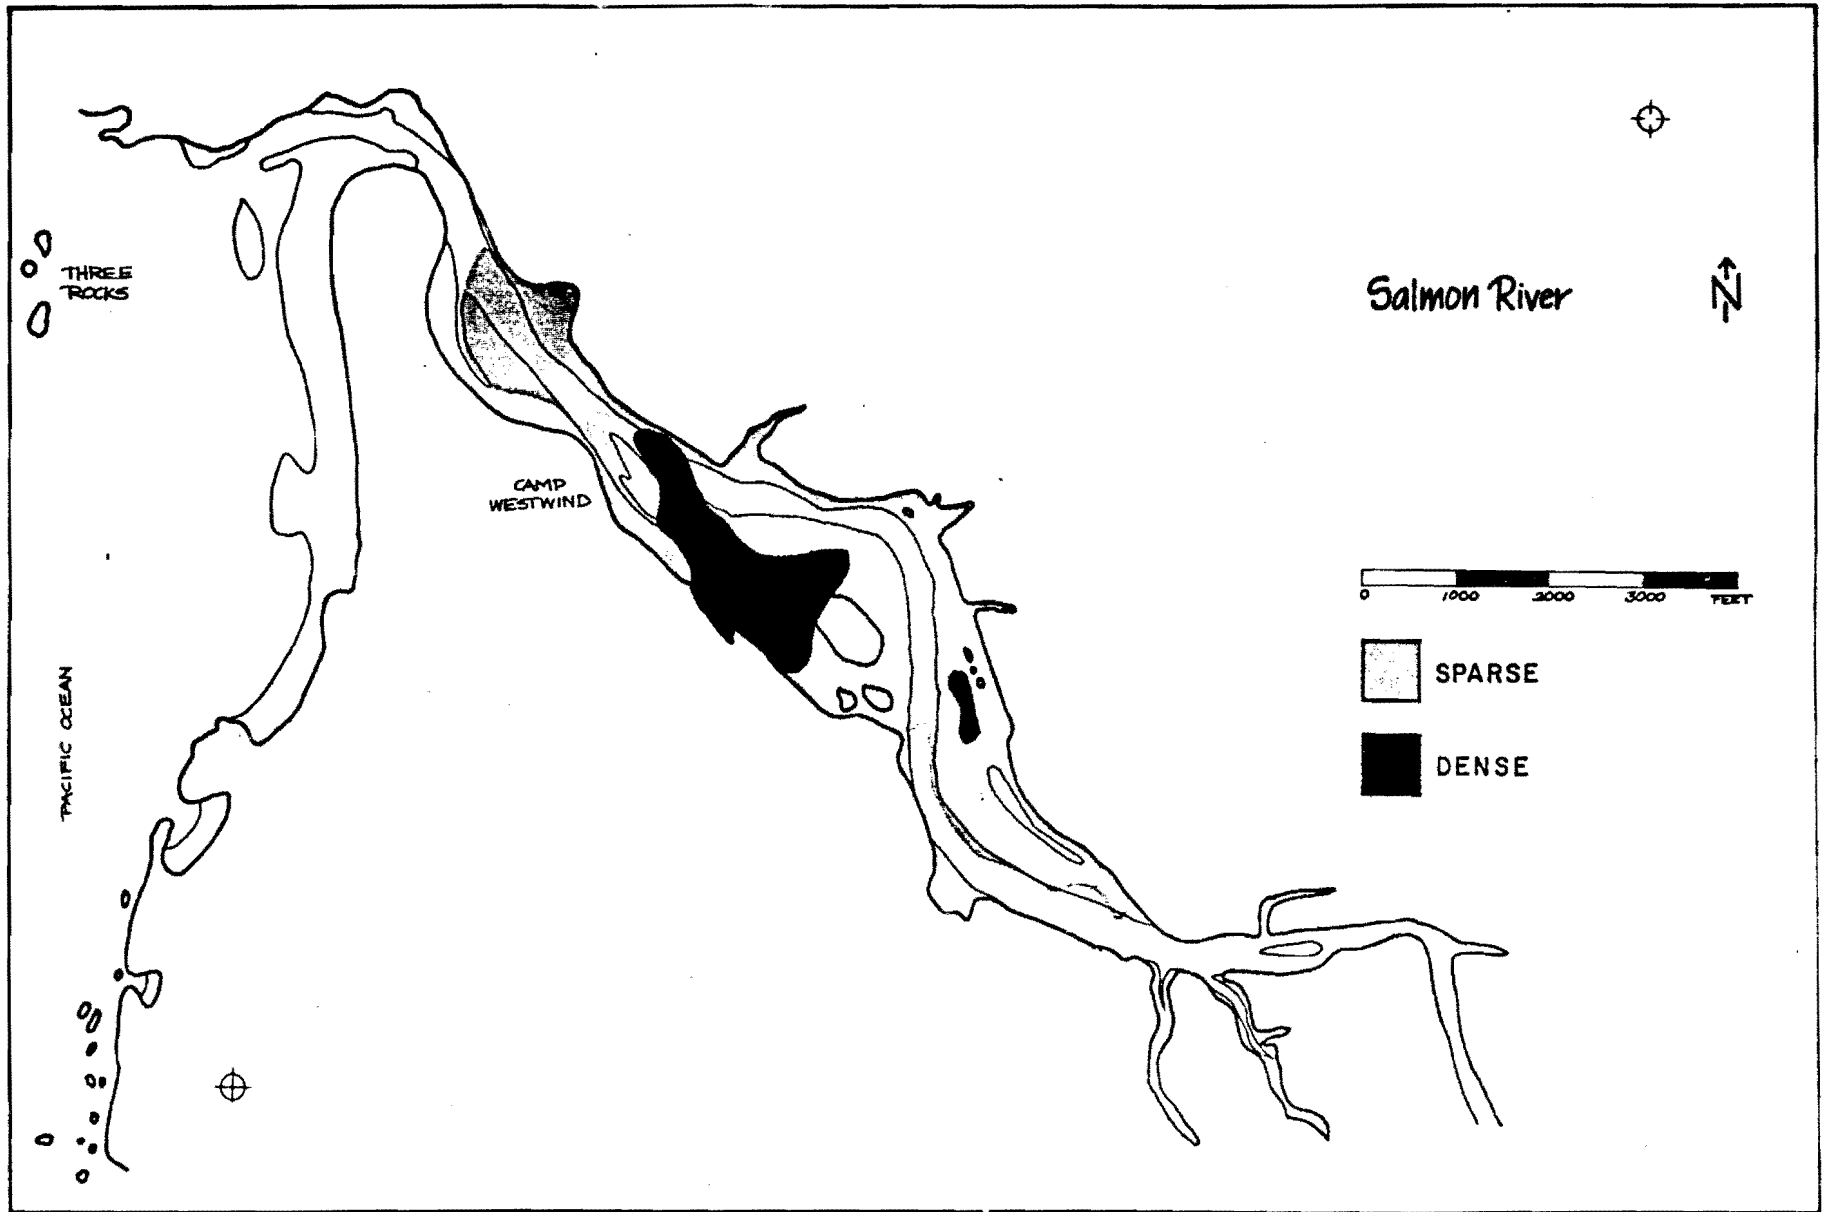 THREE
ROCKS
Salmon River
N
CAMP
WESTWIND
0 1000 2000 3000 FEET
SPARSE
DENSE
PACIFIC OCEAN